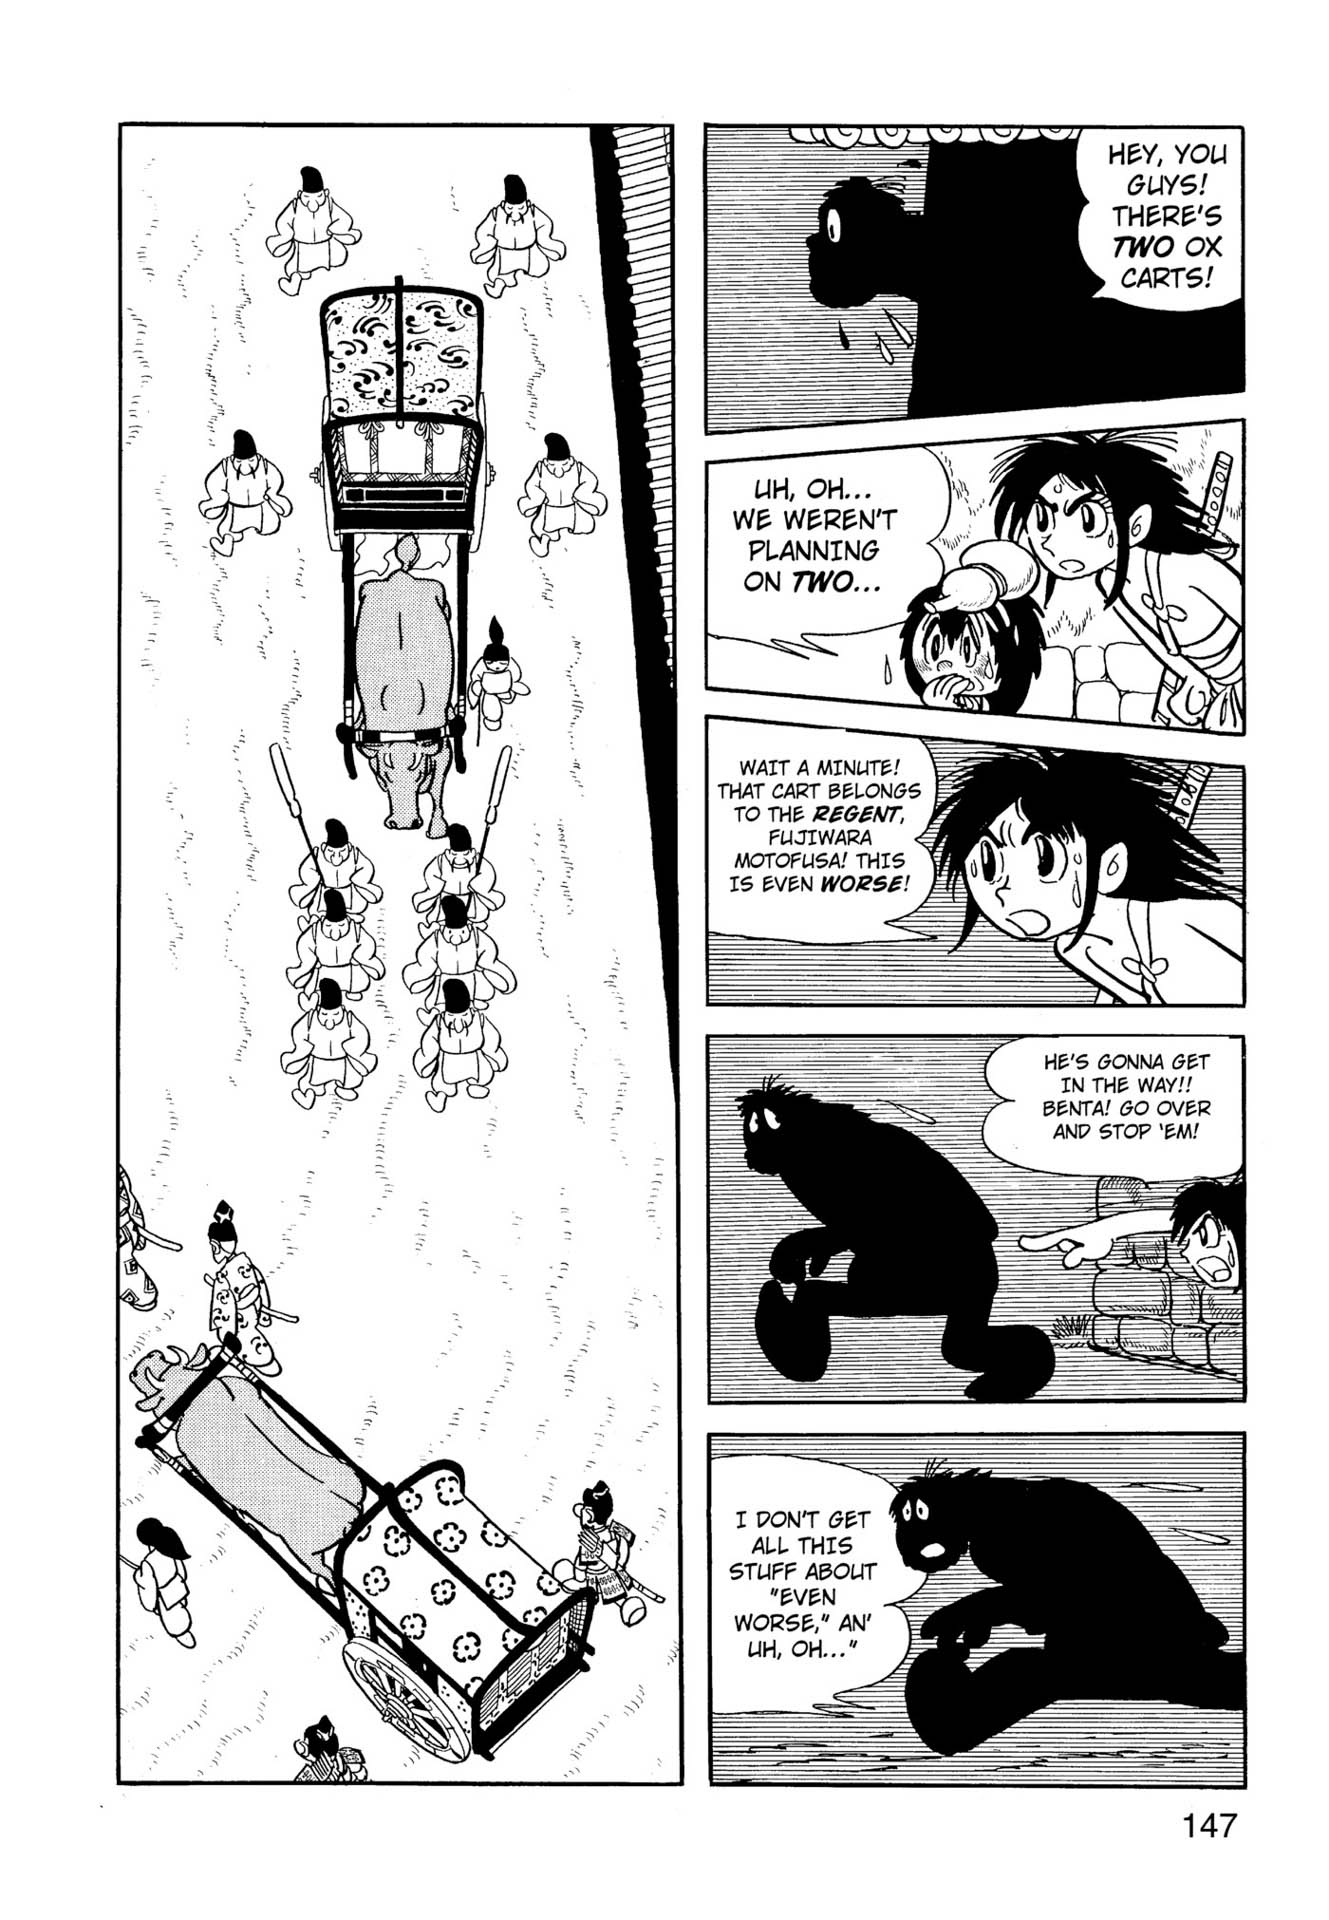 HEY, YOU
GUYS!
THERE'S
TWO OX
CARTS!
UH, OH...
WE WEREN'T
PLANNING
ON TWO...
WAIT A MINUTE!
THAT CART BELONGS
TO THE REGENT,
FUJIWARA
MOTOFUSA! THIS
IS EVEN WORSE!
HE'S GONNA GET
IN THE WAY!!
BENTA! GO OVER
AND STOP 'EM!
I DON'T GET
ALL THIS
STUFF ABOUT
"EVEN
WORSE," AN'
UH, OH..."
147